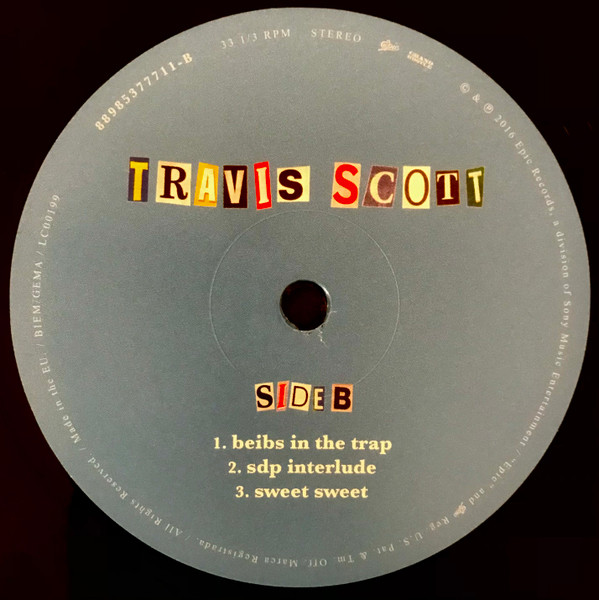 33 1/3 RPM STEREO
88985377711-B
© & ℗ 2016 Epic Records, a division of Sony Music Entertainment / "Epic" and Reg. U.S. Pat. & Tm. Off. Marca Registrada. / All Rights Reserved / Made in the EU. / BIEM/GEMA / LC00199
TRAVIS SCOTT
SIDE B
1. beibs in the trap
2. sdp interlude
3. sweet sweet